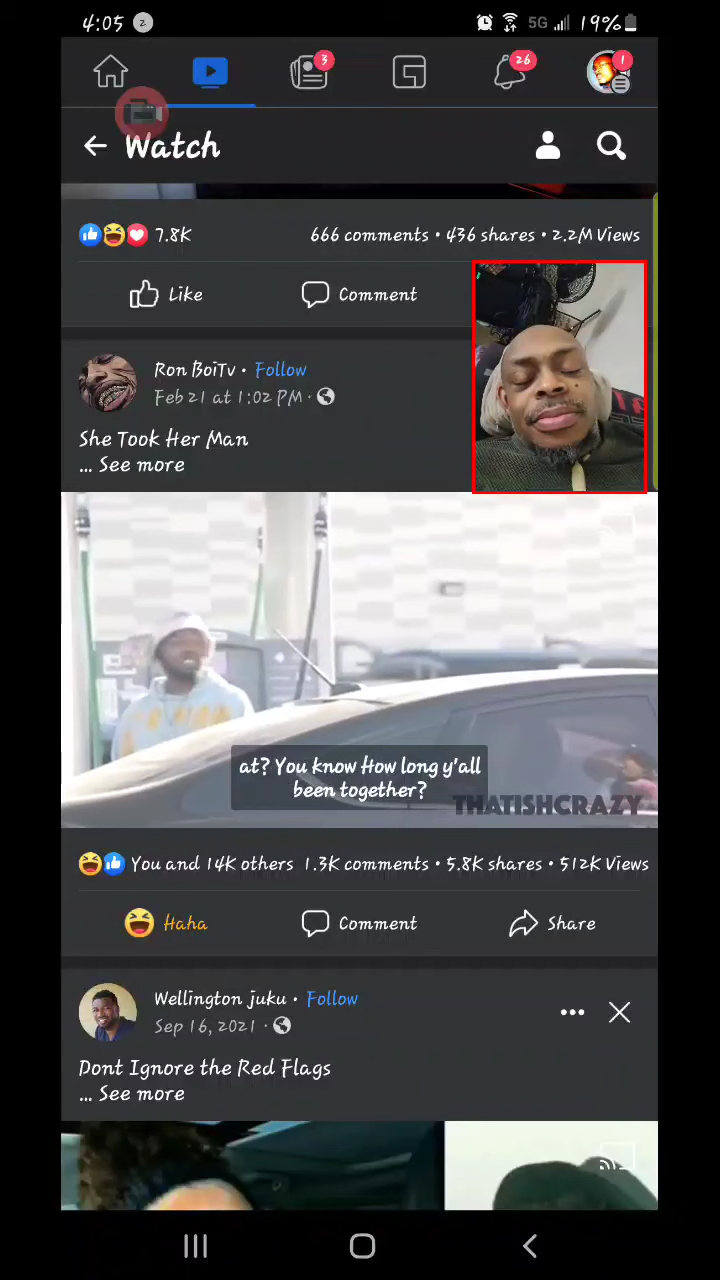 4:05 2 5G 19%
3 26 1
Watch
7.8K 666 comments • 436 shares • 2.2M Views
Like Comment
Ron BoiTv • Follow
Feb 21 at 1:02 PM •
She Took Her Man
... See more
at? You know How long y'all
been together?
THATISHCRAZY
You and 14K others 1.3K comments • 5.8K shares • 512K Views
Haha Comment Share
Wellington juku • Follow
Sep 16, 2021 •
Dont Ignore the Red Flags
... See more